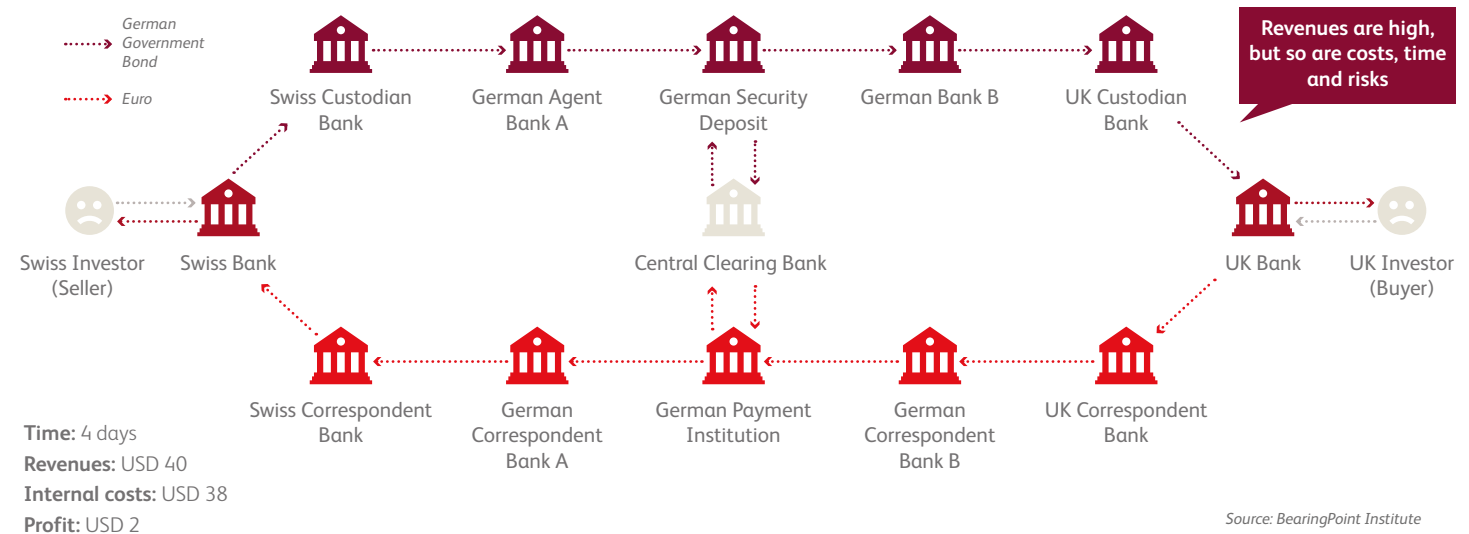 German
Government
Bond
Euro
Revenues are high,
but so are costs, time
and risks
Swiss Custodian
Bank
German Agent
Bank A
German Security
Deposit
German Bank B
UK Custodian
Bank
Swiss Investor
(Seller)
Swiss Bank
Central Clearing Bank
UK Bank
UK Investor
(Buyer)
Swiss Correspondent
Bank
German
Correspondent
Bank A
German Payment
Institution
German
Correspondent
Bank B
UK Correspondent
Bank
Time: 4 days
Revenues: USD 40
Internal costs: USD 38
Profit: USD 2
Source: BearingPoint Institute